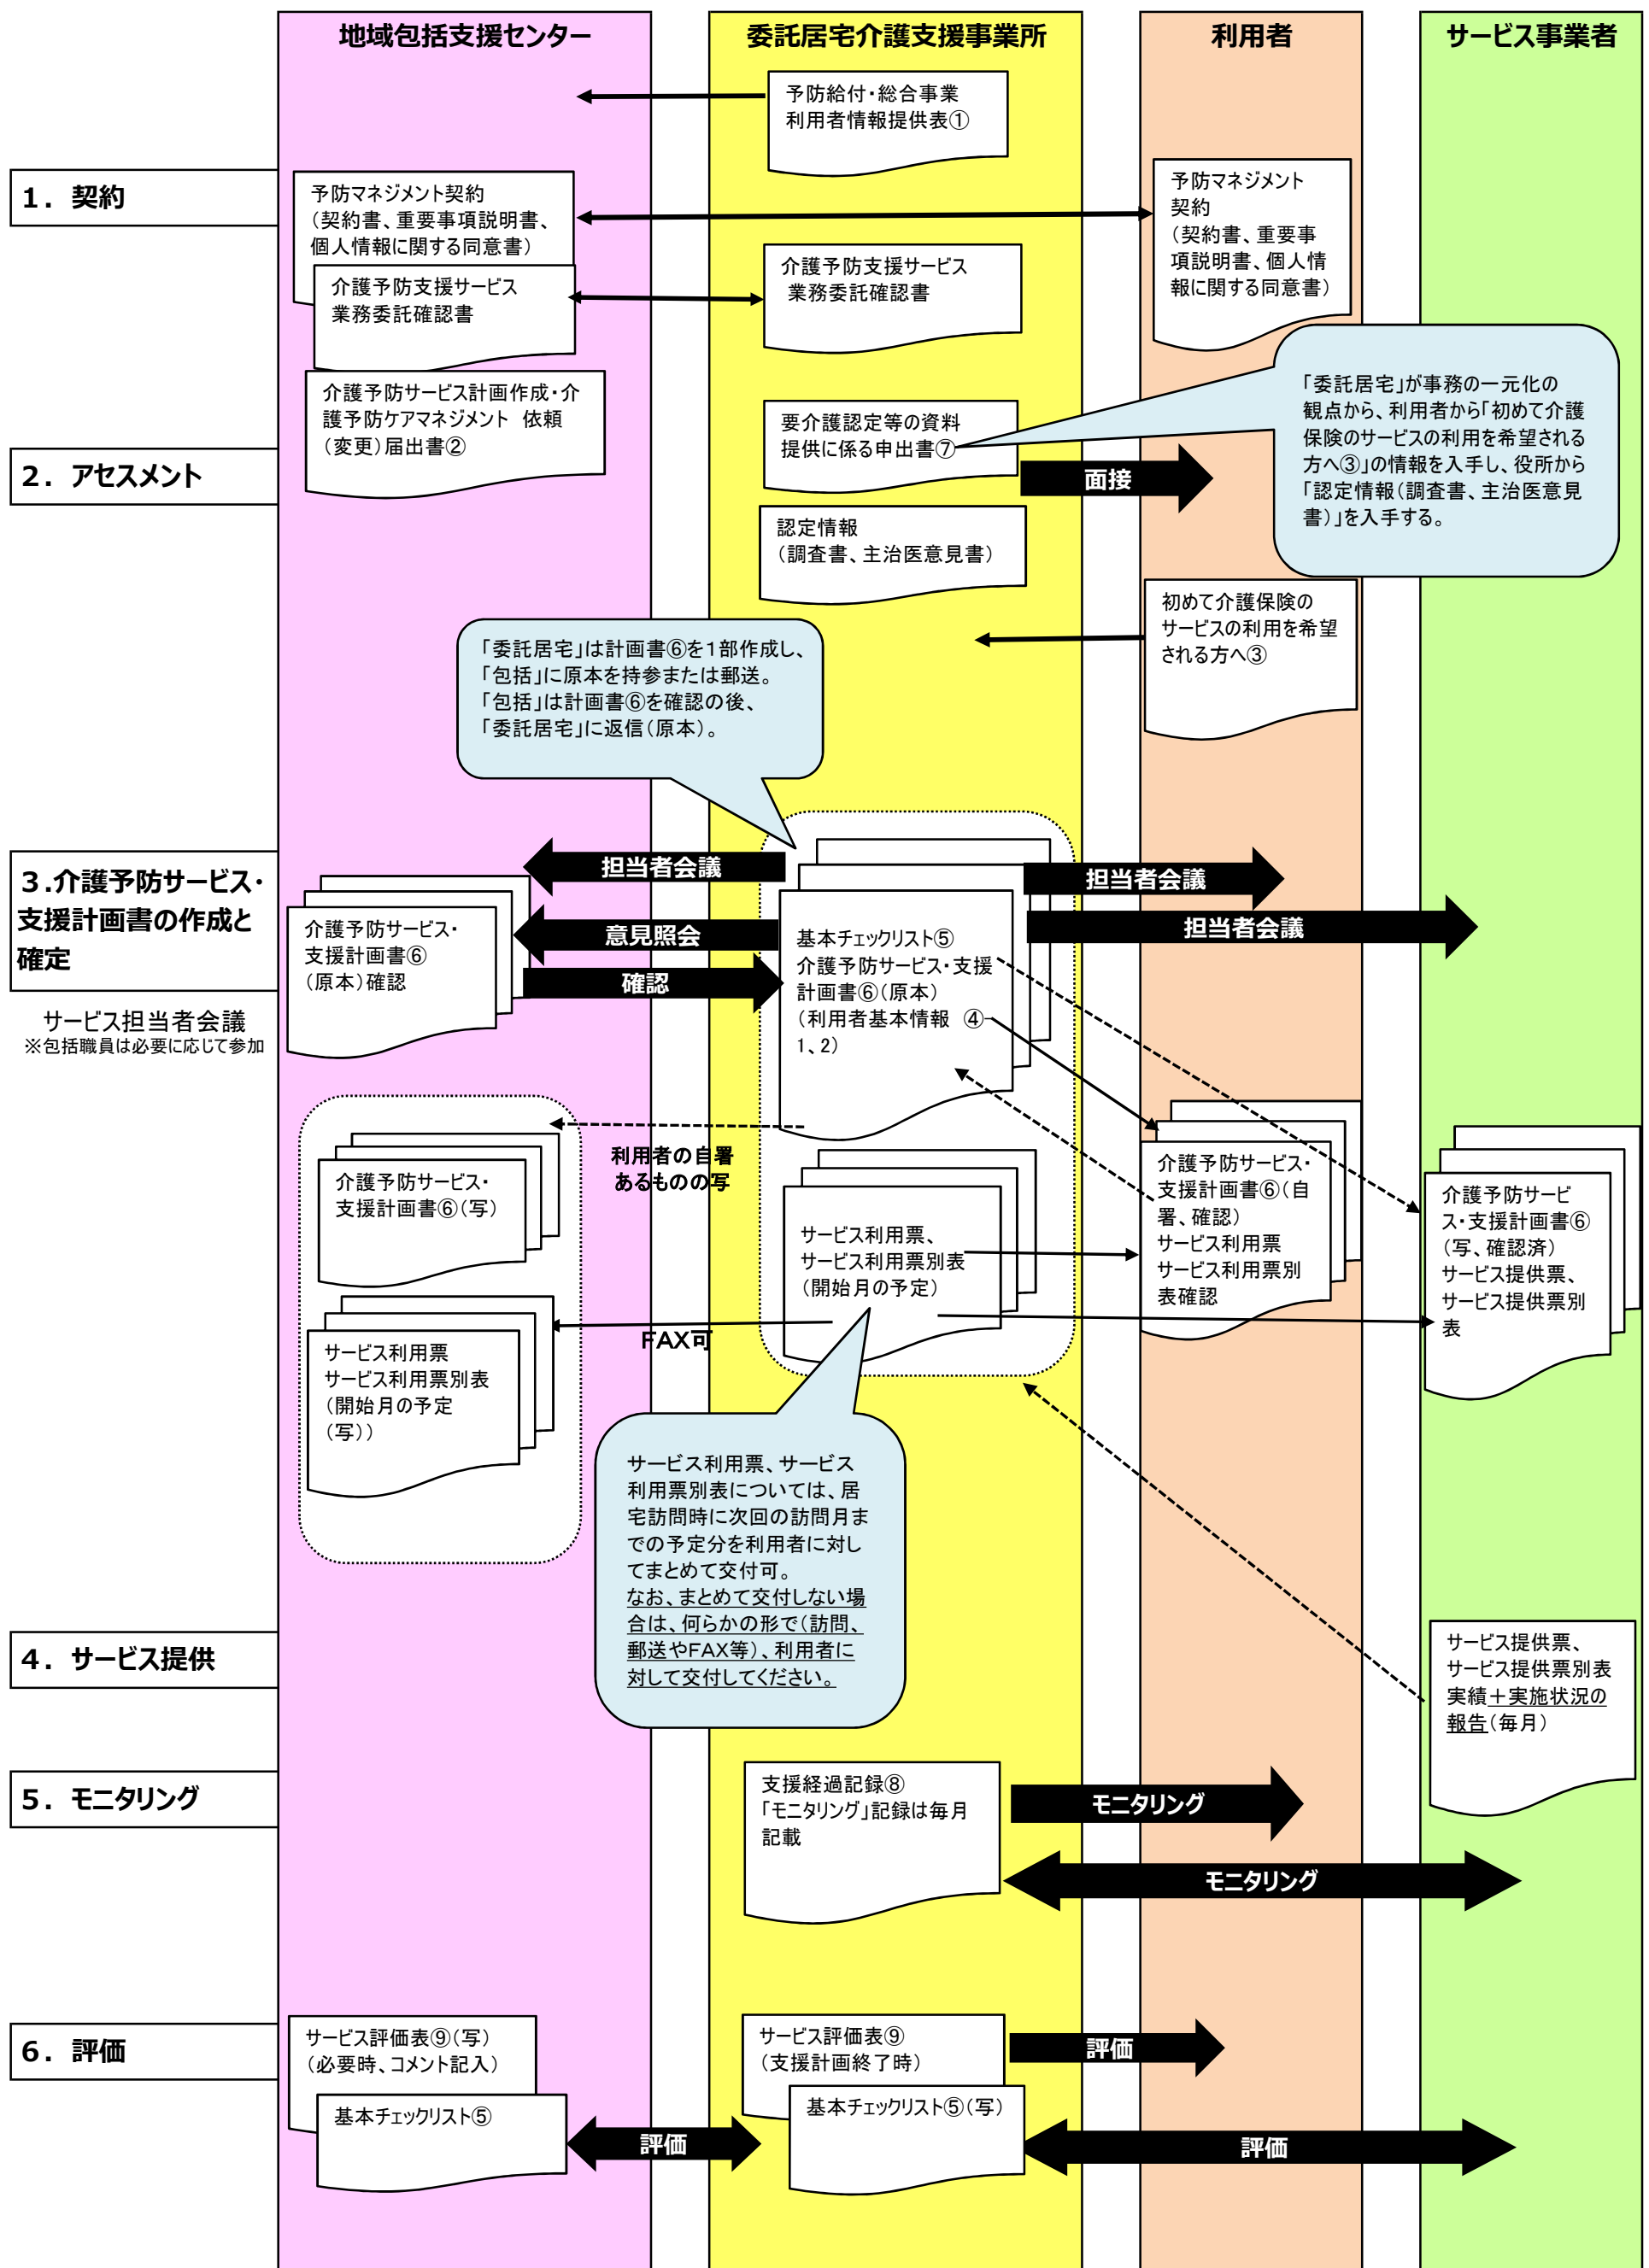 地域包括支援センター
委託居宅介護支援事業所
利用者
サービス事業者
予防給付・総合事業
利用者情報提供表①
1. 契約
予防マネジメント契約
（契約書、重要事項説明書、
個人情報に関する同意書）
介護予防支援サービス
業務委託確認書
介護予防支援サービス
業務委託確認書
予防マネジメント
契約
（契約書、重要事
項説明書、個人情
報に関する同意書）
介護予防サービス計画作成・介
護予防ケアマネジメント 依頼
（変更）届出書②
要介護認定等の資料
提供に係る申出書⑦
「委託居宅」が事務の一元化の
観点から、利用者から「初めて介護
保険のサービスの利用を希望される
方へ③」の情報を入手し、役所から
「認定情報（調査書、主治医意見
書）」を入手する。
2. アセスメント
面接
認定情報
（調査書、主治医意見書）
初めて介護保険の
サービスの利用を希望
される方へ③
「委託居宅」は計画書⑥を1部作成し、
「包括」に原本を持参または郵送。
「包括」は計画書⑥を確認の後、
「委託居宅」に返信（原本）。
3.介護予防サービス・
支援計画書の作成と
確定
サービス担当者会議
※包括職員は必要に応じて参加
担当者会議
担当者会議
担当者会議
意見照会
確認
介護予防サービス・
支援計画書⑥
（原本）確認
基本チェックリスト⑤
介護予防サービス・支援
計画書⑥（原本）
（利用者基本情報 ④-
1、2）
利用者の自署
あるものの写
介護予防サービス・
支援計画書⑥（写）
サービス利用票、
サービス利用票別表
（開始月の予定）
介護予防サービス・
支援計画書⑥（自
署、確認）
サービス利用票
サービス利用票別
表確認
介護予防サービ
ス・支援計画書⑥
（写、確認済）
サービス提供票、
サービス提供票別
表
FAX可
サービス利用票
サービス利用票別表
（開始月の予定
（写））
サービス利用票、サービス
利用票別表については、居
宅訪問時に次回の訪問月ま
での予定分を利用者に対し
てまとめて交付可。
なお、まとめて交付しない場
合は、何らかの形で（訪問、
郵送やFAX等）、利用者に
対して交付してください。
4. サービス提供
サービス提供票、
サービス提供票別表
実績＋実施状況の
報告（毎月）
5. モニタリング
支援経過記録⑧
「モニタリング」記録は毎月
記載
モニタリング
モニタリング
6. 評価
サービス評価表⑨（写）
（必要時、コメント記入）
基本チェックリスト⑤
サービス評価表⑨
（支援計画終了時）
基本チェックリスト⑤（写）
評価
評価
評価